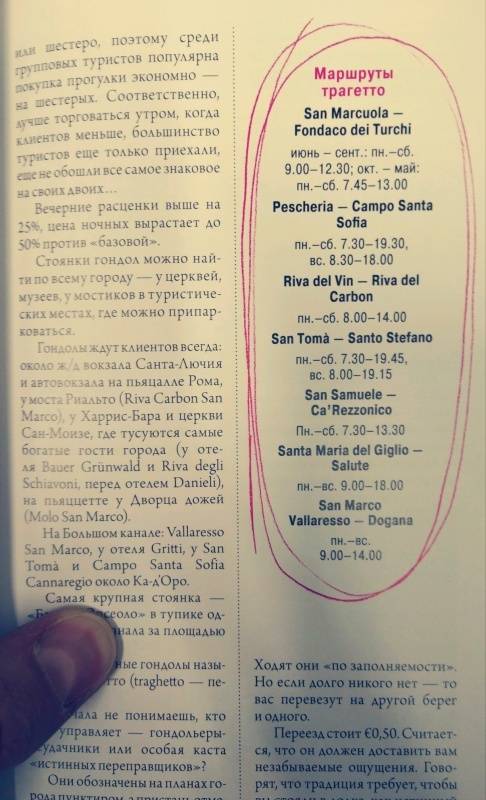 или шестеро, поэтому среди
групповых туристов популярна
покупка прогулки экономно —
на шестерых. Соответственно,
лучше торговаться утром, когда
клиентов меньше, большинство
туристов еще только приехали,
еще не обошли все самое знаковое
на своих двоих…
Вечерние расценки выше на
25%, цена ночных вырастает до
50% против «базовой».
Стоянки гондол можно най-
ти по всему городу — у церквей,
музеев, у мостиков в туристиче-
ских местах, где можно припар-
коваться.
Гондолы ждут клиентов всегда:
около ж/д вокзала Санта-Лючия
и автовокзала на пьяцалле Рома,
у моста Риальто (Riva Carbon San
Marco), у Харрис-Бара и церкви
Сан-Моизе, где тусуются самые
богатые гости города (у оте-
ля Bauer Grünwald и Riva degli
Schiavoni, перед отелем Danieli),
на пьяццетте у Дворца дожей
(Molo San Marco).
На Большом канале: Vallaresso
San Marco, у отеля Gritti, у San
Tomà и Campo Santa Sofia
Cannaregio около Ка-д'Оро.
Самая крупная стоянка —
в тупике од-
нала за площадью
ные гондолы назы-
тто (traghetto — пе-
чала не понимаешь, кто
управляет — гондольеры-
удачники или особая каста
«истинных переправщиков»?
Они обозначены на планах го-
рода пунктиром а пристани отме-
Маршруты
трагетто
San Marcuola —
Fondaco dei Turchi
июнь – сент.: пн.–сб.
9.00–12.30; окт. – май:
пн.–сб. 7.45–13.00
Pescheria — Campo Santa
Sofia
пн.–сб. 7.30–19.30,
вс. 8.30–18.00
Riva del Vin — Riva del
Carbon
пн.–сб. 8.00–14.00
San Tomà — Santo Stefano
пн.–сб. 7.30–19.45,
вс. 8.00–19.15
San Samuele —
Ca'Rezzonico
Пн.–сб. 7.30–13.30
Santa Maria del Giglio —
Salute
пн.–вс. 9.00–18.00
San Marco
Vallaresso — Dogana
пн.–вс.
9.00–14.00
Ходят они «по заполняемости».
Но если долго никого нет — то
вас перевезут на другой берег
и одного.
Переезд стоит €0,50. Считает-
ся, что он должен доставить вам
незабываемые ощущения. Гово-
рят, что традиция требует, чтобы